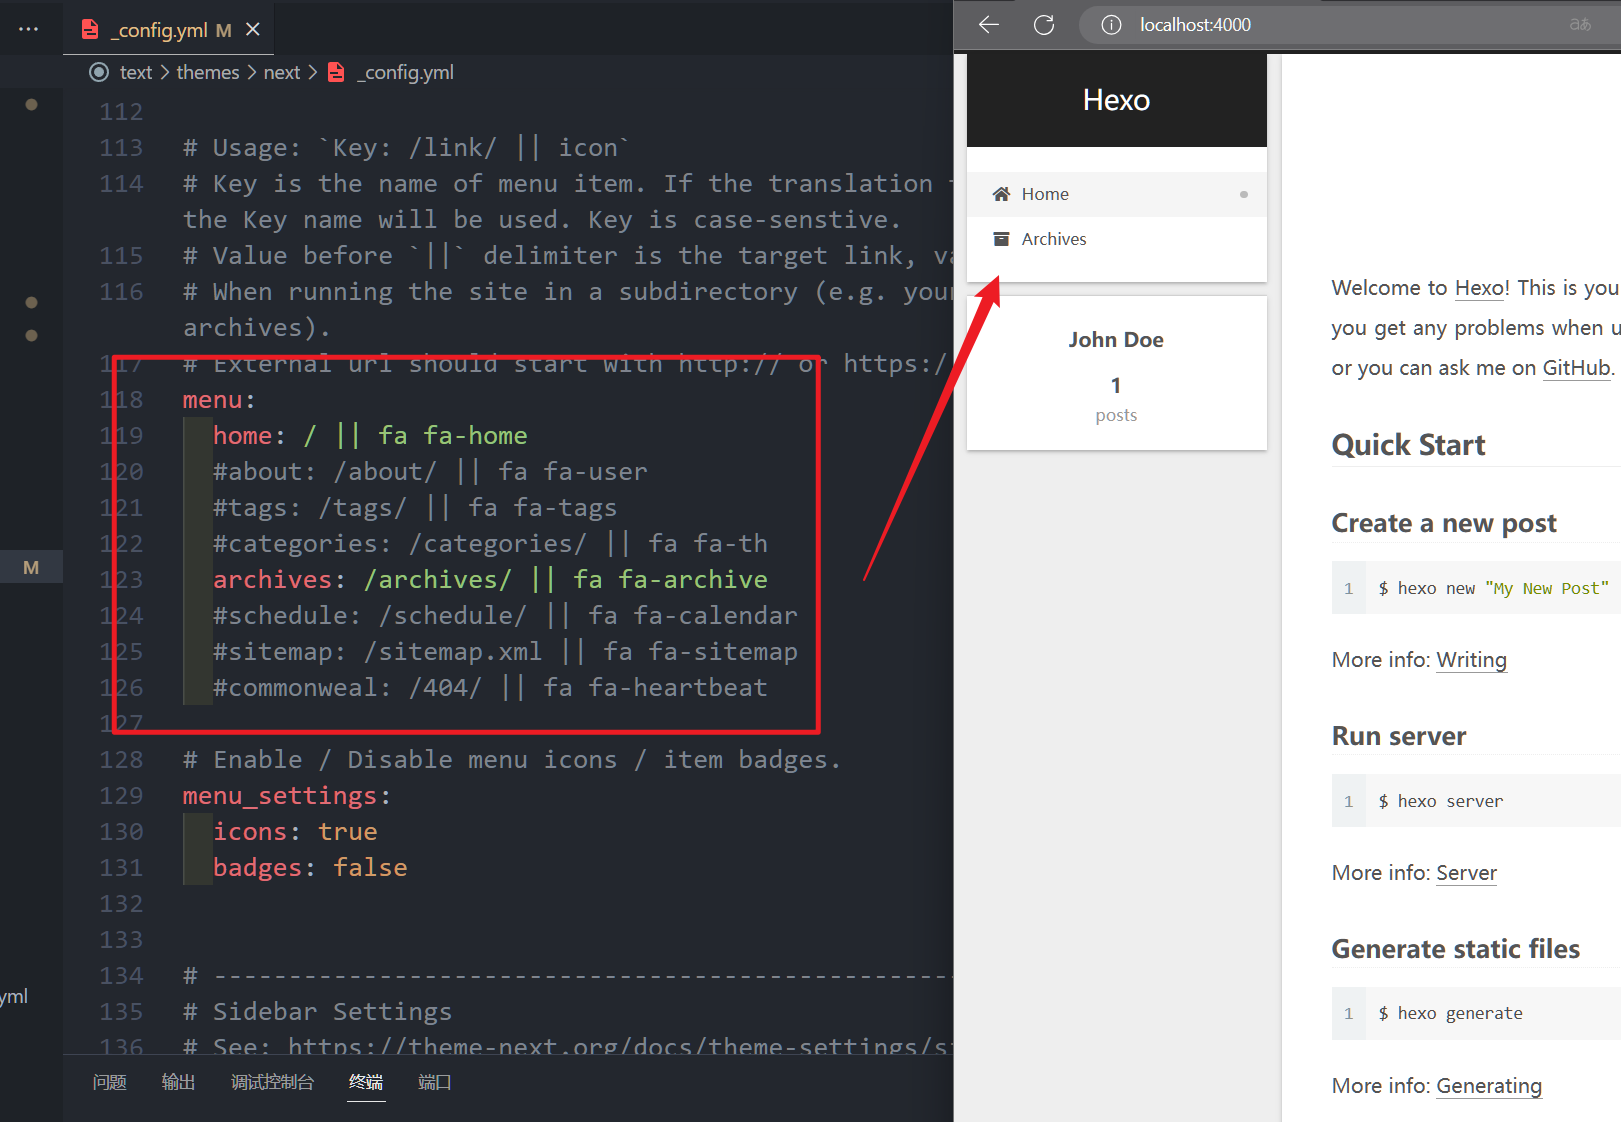 _config.yml M
text > themes > next > _config.yml
112
113 # Usage: `Key: /link/ || icon`
114 # Key is the name of menu item. If the translation
the Key name will be used. Key is case-senstive.
115 # Value before `||` delimiter is the target link, va
116 # When running the site in a subdirectory (e.g. your
archives).
117 # External url should start with http:// or https:/
118 menu:
119 home: / || fa fa-home
120 #about: /about/ || fa fa-user
121 #tags: /tags/ || fa fa-tags
122 #categories: /categories/ || fa fa-th
123 archives: /archives/ || fa fa-archive
124 #schedule: /schedule/ || fa fa-calendar
125 #sitemap: /sitemap.xml || fa fa-sitemap
126 #commonweal: /404/ || fa fa-heartbeat
127
128 # Enable / Disable menu icons / item badges.
129 menu_settings:
130 icons: true
131 badges: false
132
133
134 # -------------------------------------------------
135 # Sidebar Settings
136 # See: https://theme-next.org/docs/theme-settings/s
M
yml
问题 输出 调试控制台 终端 端口
localhost:4000
aあ
Hexo
Home
Archives
John Doe
1
posts
Welcome to Hexo! This is you
you get any problems when u
or you can ask me on GitHub.
Quick Start
Create a new post
1 $ hexo new "My New Post"
More info: Writing
Run server
1 $ hexo server
More info: Server
Generate static files
1 $ hexo generate
More info: Generating